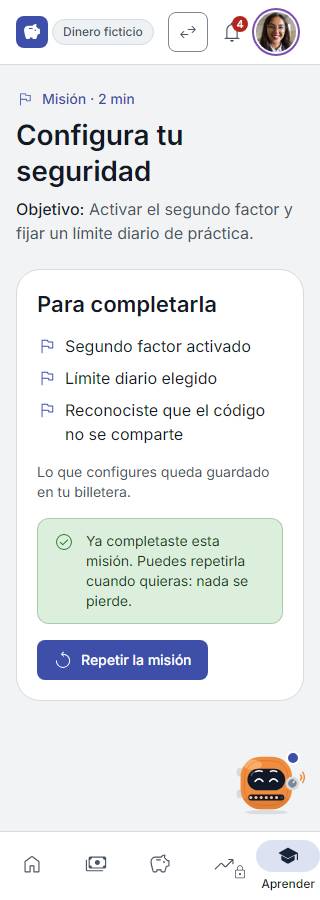 Dinero ficticio
4
Misión · 2 min
Configura tu
seguridad
Objetivo: Activar el segundo factor y
fijar un límite diario de práctica.
Para completarla
Segundo factor activado
Límite diario elegido
Reconociste que el código
no se comparte
Lo que configures queda guardado
en tu billetera.
Ya completaste esta
misión. Puedes repetirla
cuando quieras: nada se
pierde.
Repetir la misión
Aprender